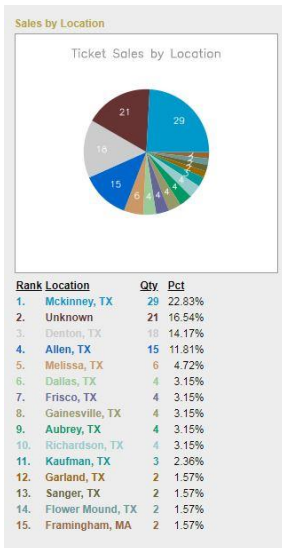 Sales by Location
Ticket Sales by Location
29
21
18
15
6
4
4
4
4
4
3
2
2
Rank Location Qty Pct
1. Mckinney, TX 29 22.83%
2. Unknown 21 16.54%
3. Denton, TX 18 14.17%
4. Allen, TX 15 11.81%
5. Melissa, TX 6 4.72%
6. Dallas, TX 4 3.15%
7. Frisco, TX 4 3.15%
8. Gainesville, TX 4 3.15%
9. Aubrey, TX 4 3.15%
10. Richardson, TX 4 3.15%
11. Kaufman, TX 3 2.36%
12. Garland, TX 2 1.57%
13. Sanger, TX 2 1.57%
14. Flower Mound, TX 2 1.57%
15. Framingham, MA 2 1.57%